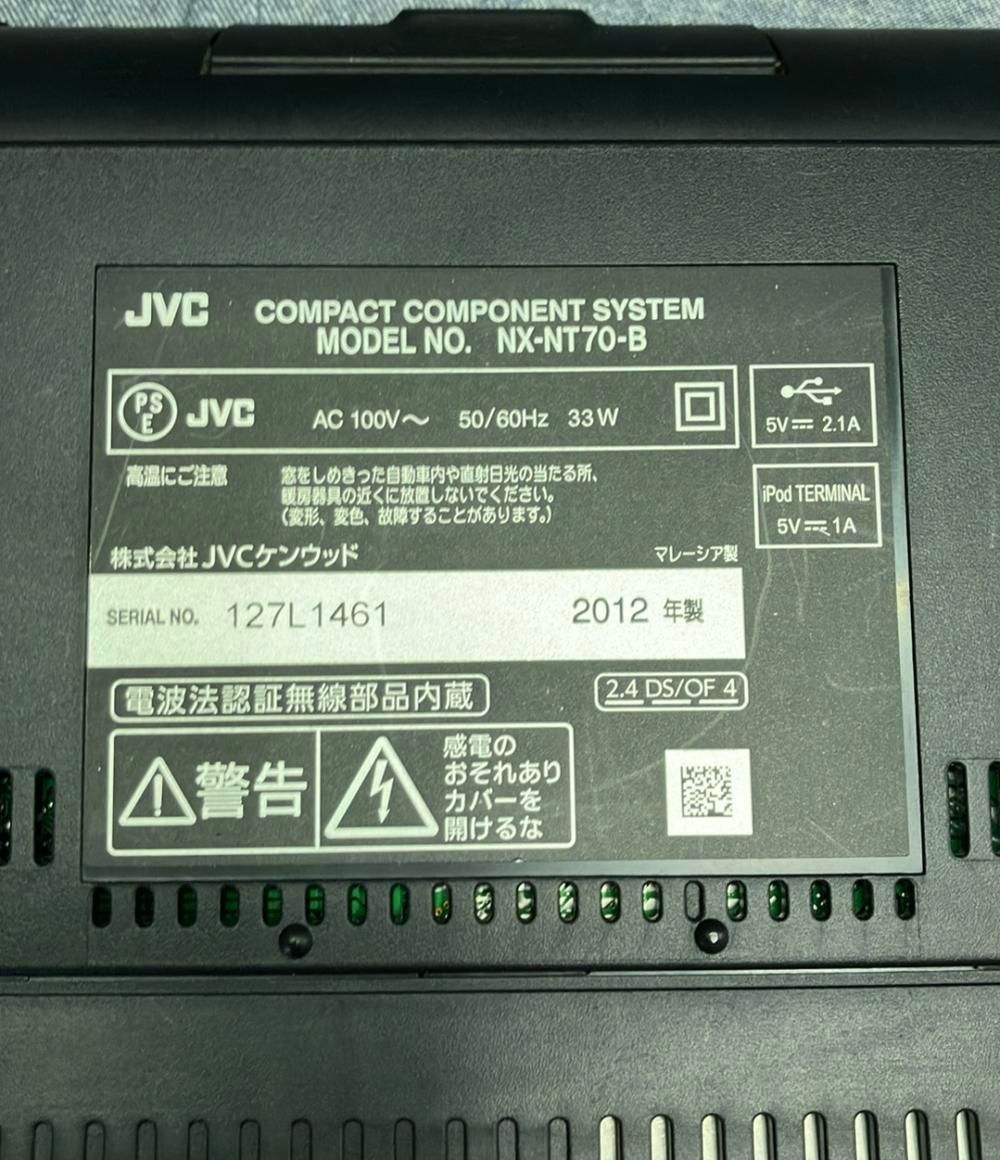 JVC COMPACT COMPONENT SYSTEM
MODEL NO. NX-NT70-B
PSE JVC AC 100V～ 50/60Hz 33W
5V⎓ 2.1A
高温にご注意 窓をしめきった自動車内や直射日光の当たる所、
暖房器具の近くに放置しないでください。
（変形、変色、故障することがあります。）
iPod TERMINAL
5V⎓1A
株式会社JVCケンウッド マレーシア製
SERIAL NO. 127L1461 2012 年製
電波法認証無線部品内蔵 2.4 DS/OF 4
警告
感電の
おそれあり
カバーを
開けるな